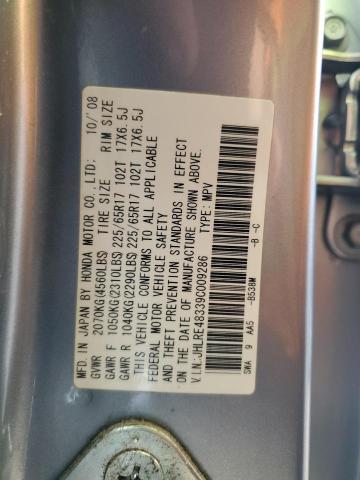 MFD. IN JAPAN BY HONDA MOTOR CO., LTD: 10/'08
GVWR 2070KG(4560LBS) TIRE SIZE RIM SIZE
GAWR F 1050KG(2310LBS) 225/65R17 102T 17X6.5J
GAWR R 1040KG(2290LBS) 225/65R17 102T 17X6.5J
THIS VEHICLE CONFORMS TO ALL APPLICABLE
FEDERAL MOTOR VEHICLE SAFETY
AND THEFT PREVENTION STANDARDS IN EFFECT
ON THE DATE OF MANUFACTURE SHOWN ABOVE.
V.I.N.: JHLRE48339C009286 TYPE: MPV
SWA 9 AA5 -B538M -B -C